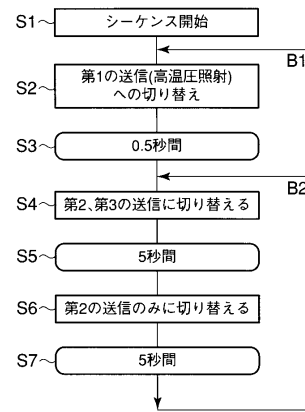 S1 シーケンス開始
B1
S2 第1の送信(高温圧照射)
への切り替え
S3 0.5秒間
B2
S4 第2、第3の送信に切り替える
S5 5秒間
S6 第2の送信のみに切り替える
S7 5秒間